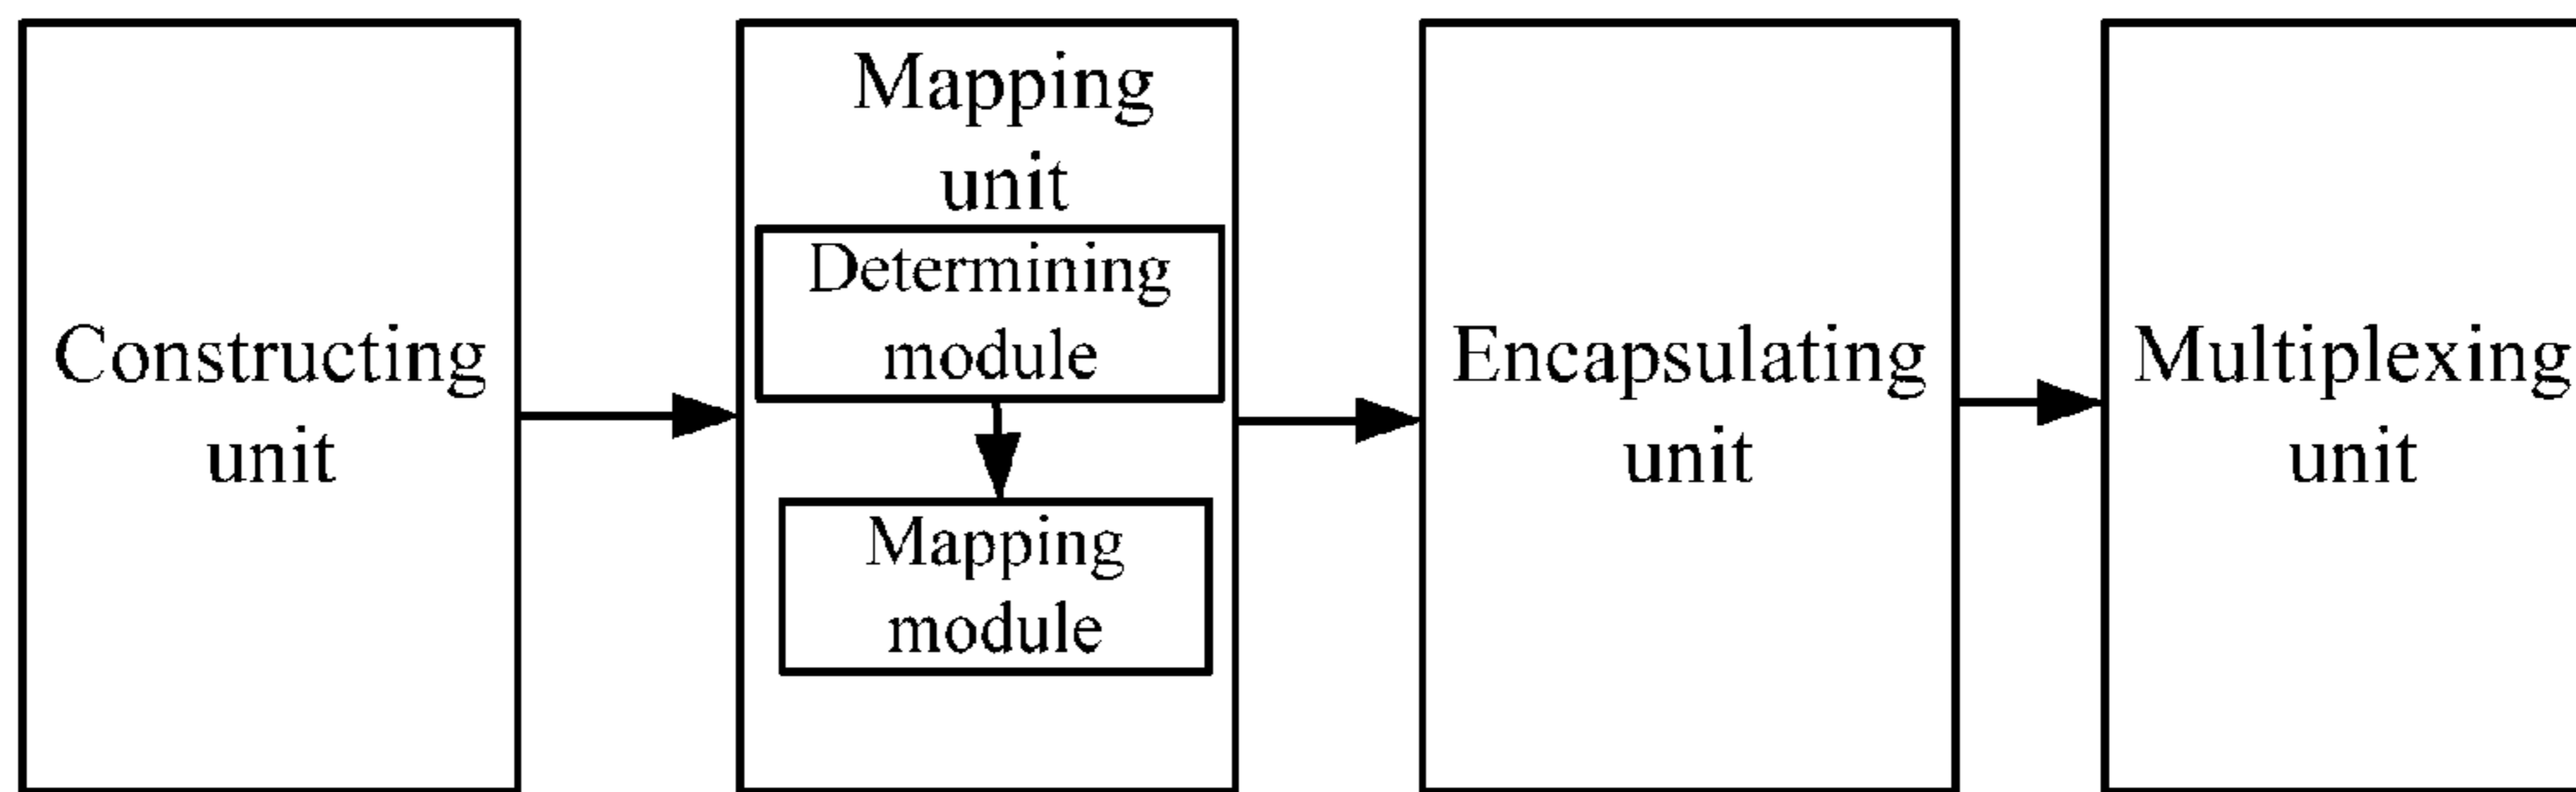 Constructing
unit
Mapping
unit
Determining
module
Mapping
module
Encapsulating
unit
Multiplexing
unit